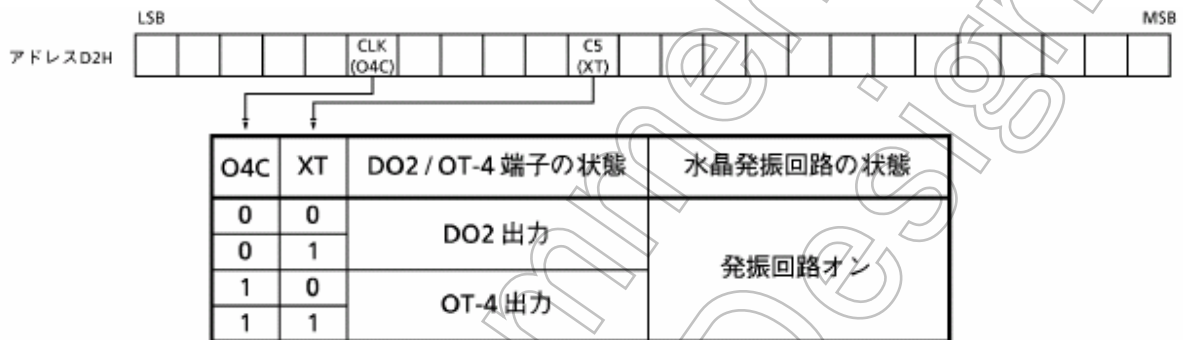 LSB MSB
アドレスD2H CLK (O4C) C5 (XT)
O4C XT DO2 / OT-4 端子の状態 水晶発振回路の状態
0 0 DO2 出力 発振回路オン
0 1
1 0 OT-4 出力
1 1